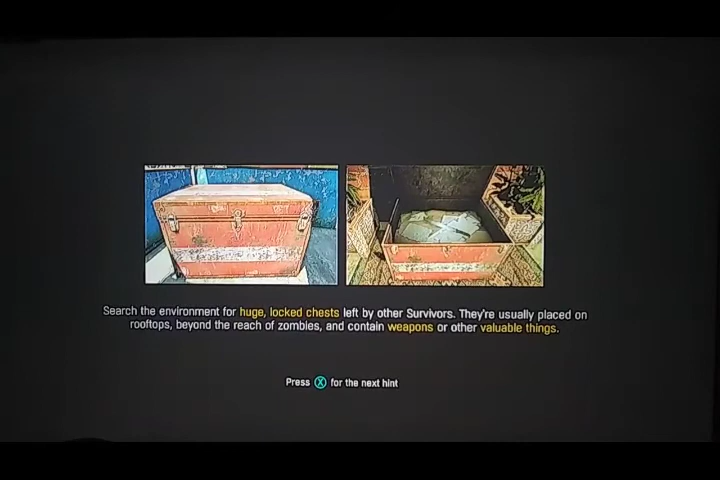 Search the environment for huge, locked chests left by other Survivors. They're usually placed on
rooftops, beyond the reach of zombies, and contain weapons or other valuable things.
Press X for the next hint